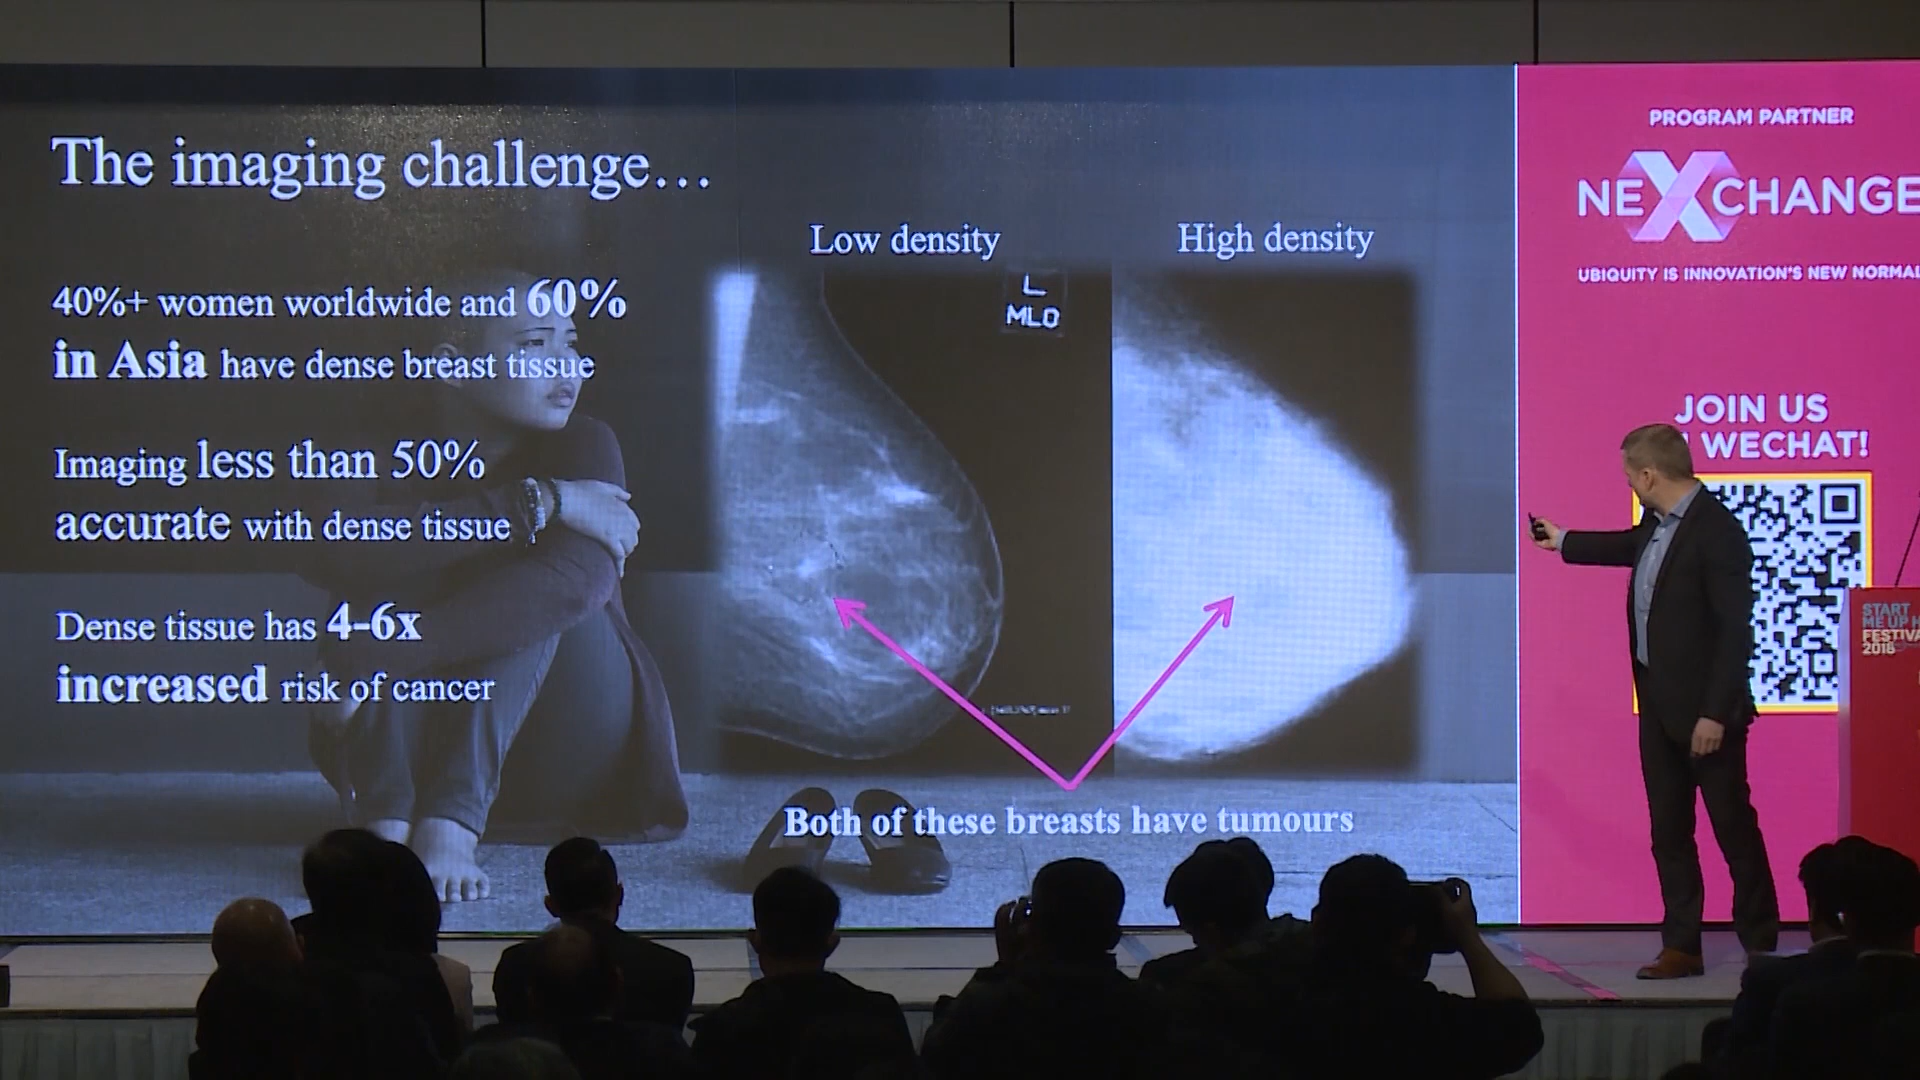 The imaging challenge...
40%+ women worldwide and 60%
in Asia have dense breast tissue
Imaging less than 50%
accurate with dense tissue
Dense tissue has 4-6x
increased risk of cancer
Low density
High density
L
MLO
Both of these breasts have tumours
PROGRAM PARTNER
NEXCHANGE
UBIQUITY IS INNOVATION'S NEW NORMAL
JOIN US
WECHAT!
START
ME UP H
FESTIVA
2018